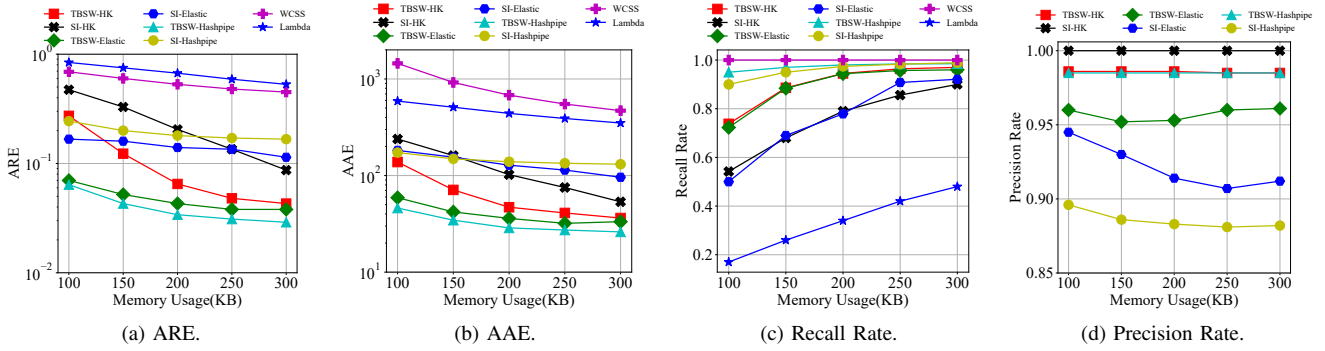 TBSW-HK SI-Elastic WCSS
SI-HK TBSW-Hashpipe Lambda
TBSW-Elastic SI-Hashpipe
10^0
10^-1
10^-2
ARE
100 150 200 250 300
Memory Usage(KB)
(a) ARE.
TBSW-HK SI-Elastic WCSS
SI-HK TBSW-Hashpipe Lambda
TBSW-Elastic SI-Hashpipe
10^3
10^2
10^1
AAE
100 150 200 250 300
Memory Usage(KB)
(b) AAE.
TBSW-HK SI-Elastic WCSS
SI-HK TBSW-Hashpipe Lambda
TBSW-Elastic SI-Hashpipe
1.0
0.8
0.6
0.4
0.2
Recall Rate
100 150 200 250 300
Memory Usage(KB)
(c) Recall Rate.
TBSW-HK TBSW-Elastic TBSW-Hashpipe
SI-HK SI-Elastic SI-Hashpipe
1.00
0.95
0.90
0.85
Precision Rate
100 150 200 250 300
Memory Usage(KB)
(d) Precision Rate.